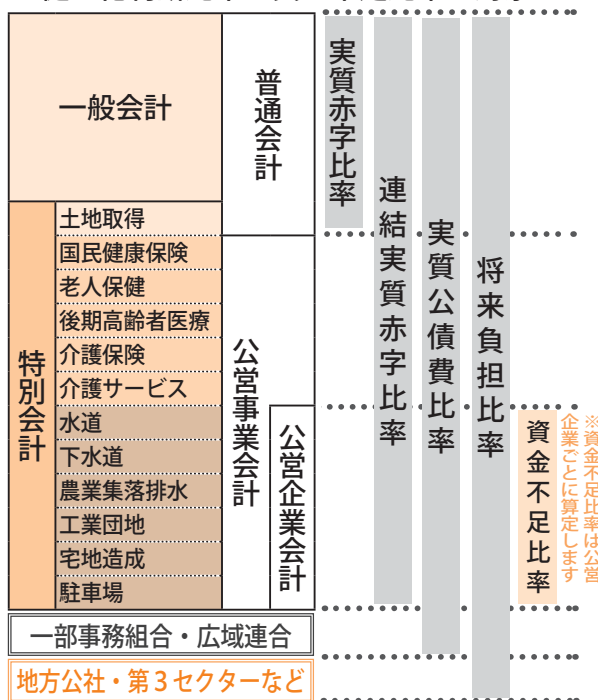 一般会計
普通会計
特別会計
土地取得
国民健康保険
老人保健
後期高齢者医療
介護保険
介護サービス
水道
下水道
農業集落排水
工業団地
宅地造成
駐車場
公営事業会計
公営企業会計
一部事務組合・広域連合
地方公社・第3セクターなど
実質赤字比率
連結実質赤字比率
実質公債費比率
将来負担比率
資金不足比率
※資金不足比率は公営
企業ごとに算定します